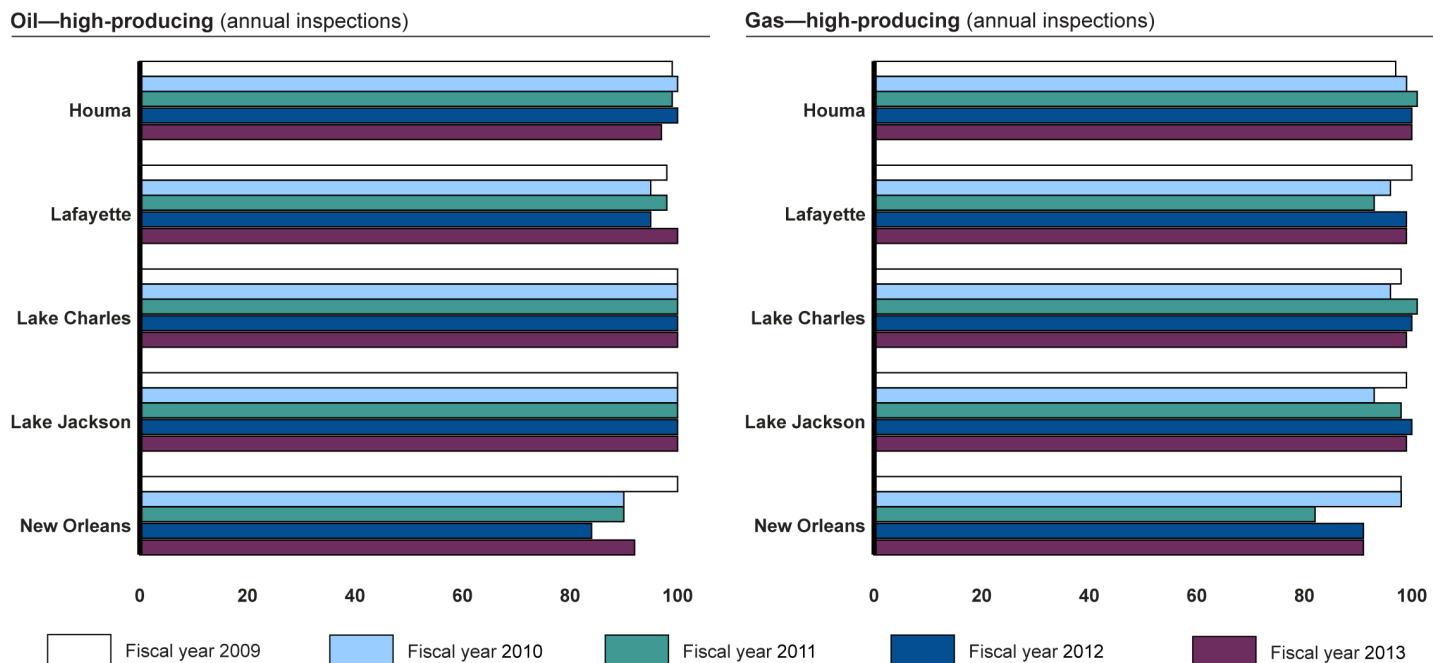 Oil—high-producing (annual inspections)
Houma
Lafayette
Lake Charles
Lake Jackson
New Orleans
0 20 40 60 80 100
Gas—high-producing (annual inspections)
Houma
Lafayette
Lake Charles
Lake Jackson
New Orleans
0 20 40 60 80 100
Fiscal year 2009 Fiscal year 2010 Fiscal year 2011 Fiscal year 2012 Fiscal year 2013